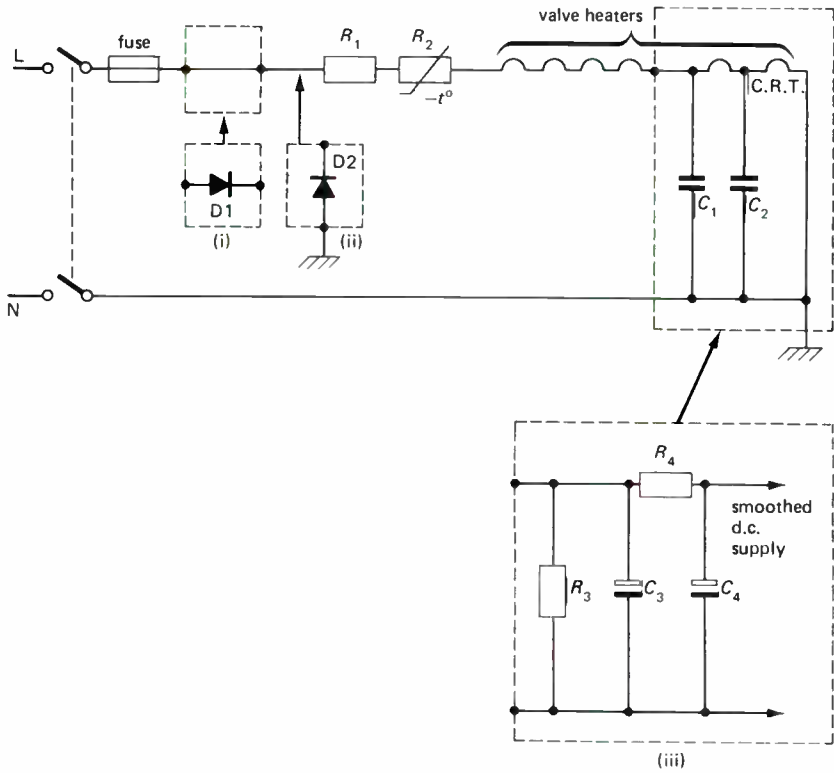 valve heaters
L
fuse
R₁
R₂
−t°
C.R.T.
D1
(i)
D2
(ii)
C₁
C₂
N
R₄
smoothed
d.c.
supply
R₃
C₃
C₄
(iii)